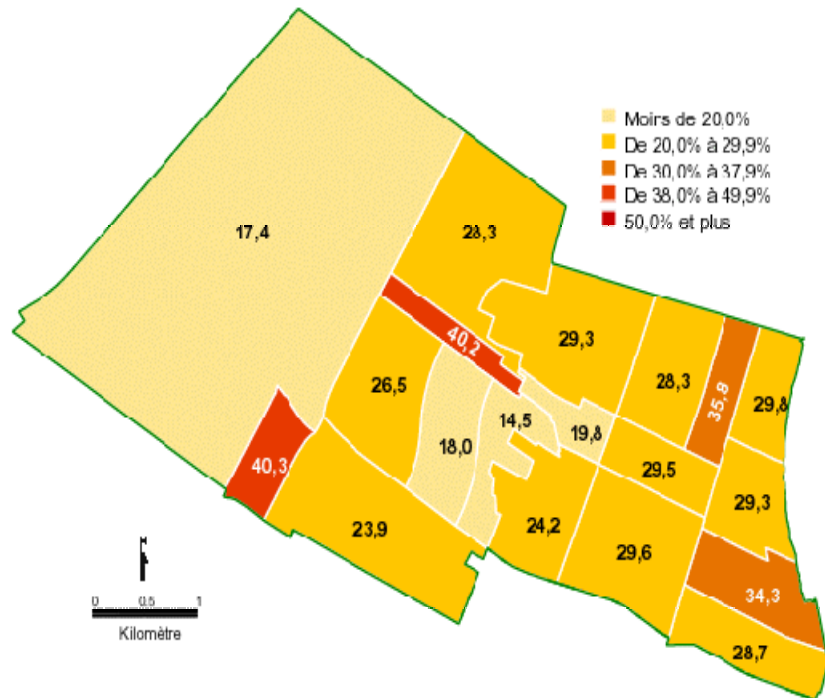 Moins de 20,0%
De 20,0% à 29,9%
De 30,0% à 37,9%
De 38,0% à 49,9%
50,0% et plus
17,4
28,3
40,2
29,3
28,3
35,8
29,8
26,5
18,0
14,5
19,8
29,5
29,3
40,3
23,9
24,2
29,6
34,3
28,7
0 0.5 1
Kilomètre